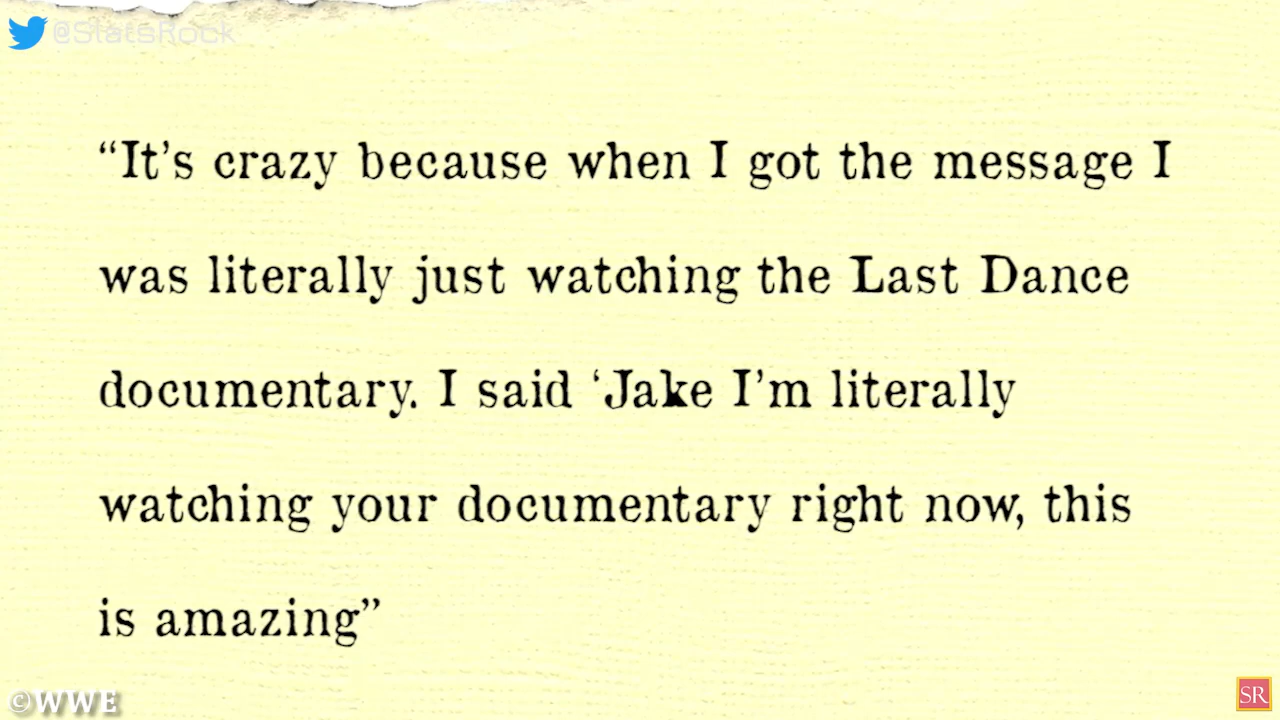 @StatsRock
“It’s crazy because when I got the message I
was literally just watching the Last Dance
documentary. I said ‘Jake I’m literally
watching your documentary right now, this
is amazing”
©WWE
SR